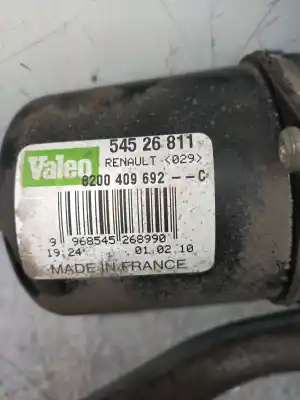 Valeo
545 26 811
RENAULT <029>
8200 409 692 --C
9 968545 268990
19:24 01.02.10
MADE IN FRANCE